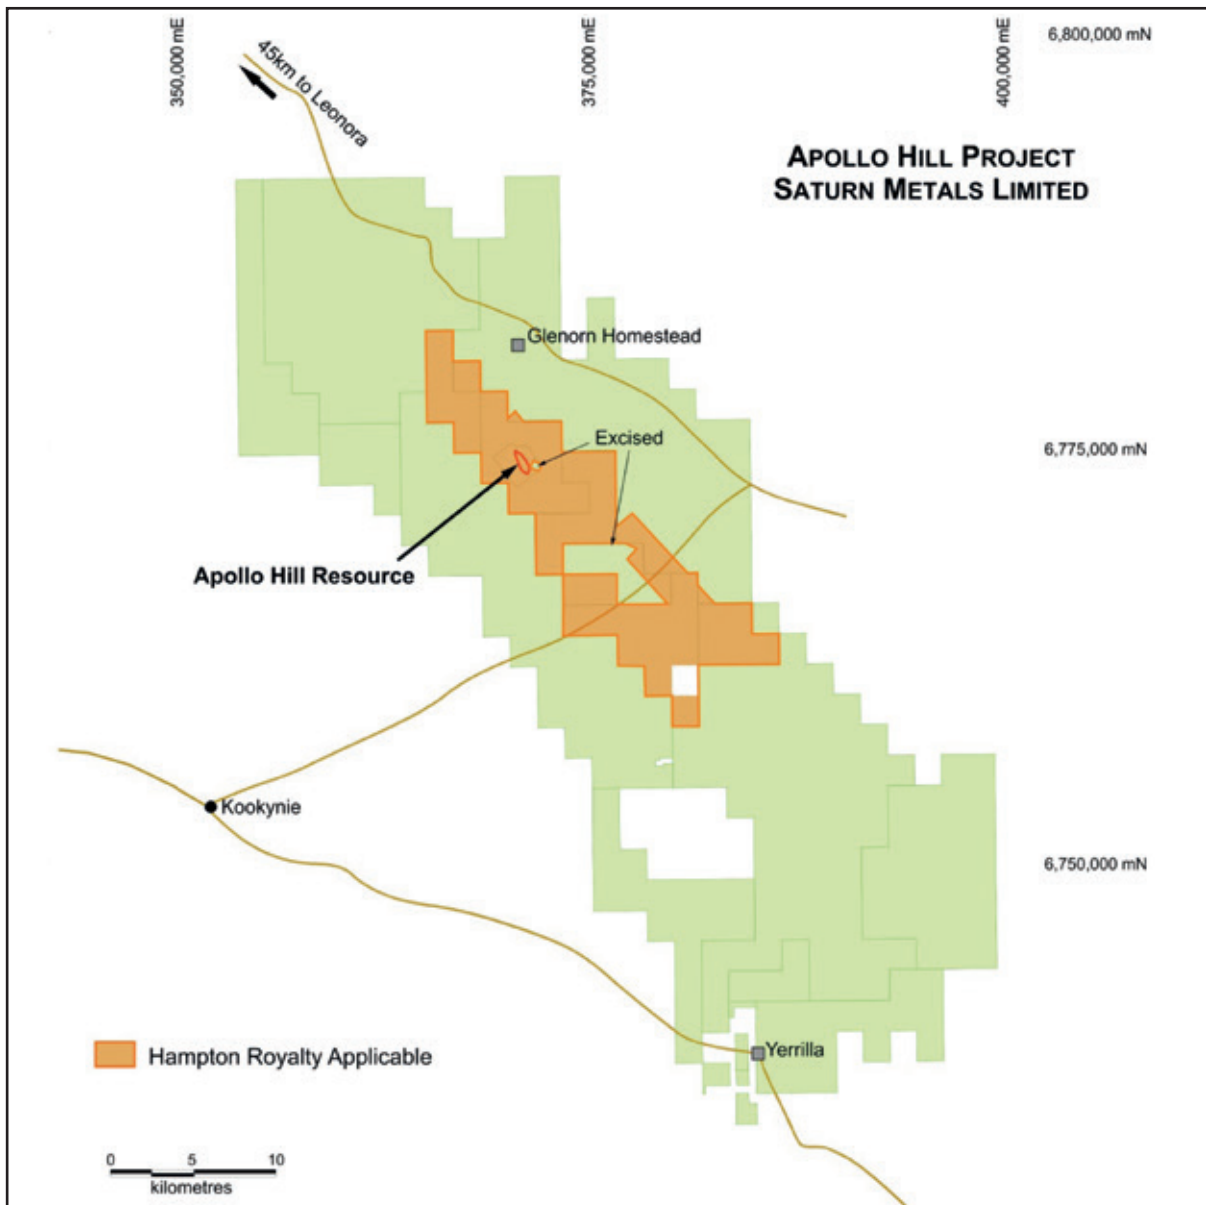 350,000 mE
375,000 mE
400,000 mE
6,800,000 mN
45km to Leonora
APOLLO HILL PROJECT
SATURN METALS LIMITED
Glenorn Homestead
Excised
6,775,000 mN
Apollo Hill Resource
Kookynie
6,750,000 mN
Hampton Royalty Applicable
Yerrilla
0 5 10
kilometres